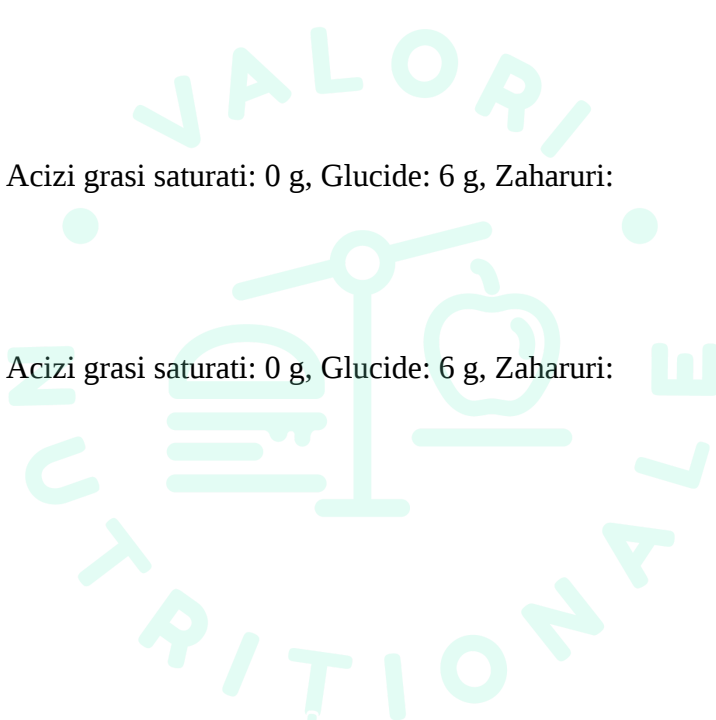 VALORI
Acizi grasi saturati: 0 g, Glucide: 6 g, Zaharuri:
Acizi grasi saturati: 0 g, Glucide: 6 g, Zaharuri:
NUTRITIONALE